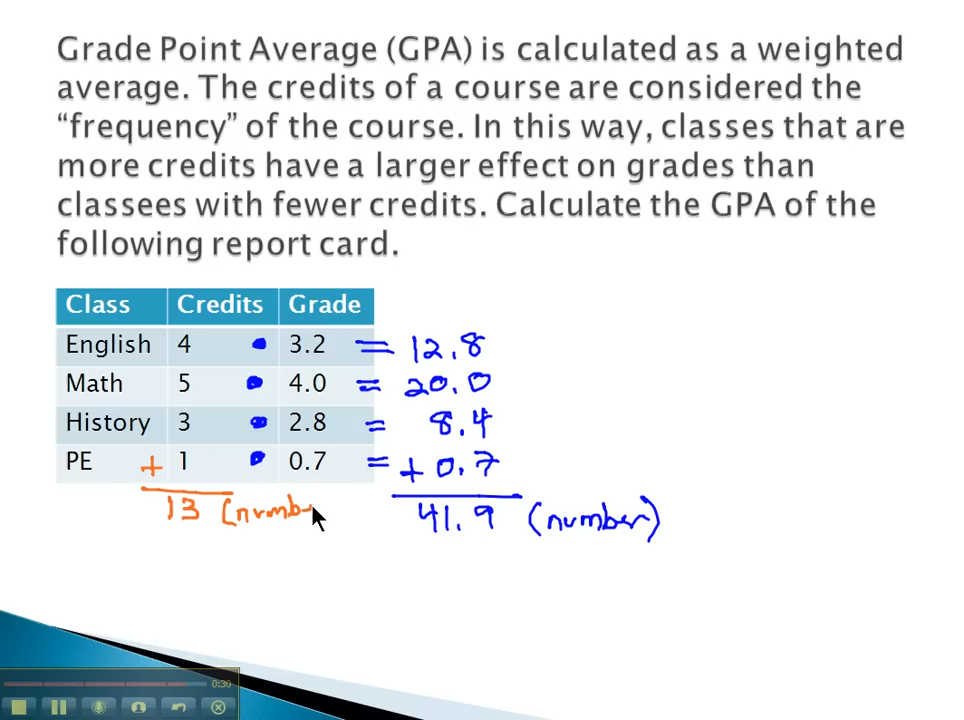 Grade Point Average (GPA) is calculated as a weighted
average. The credits of a course are considered the
“frequency” of the course. In this way, classes that are
more credits have a larger effect on grades than
classees with fewer credits. Calculate the GPA of the
following report card.
Class Credits Grade
English 4 • 3.2 = 12.8
Math 5 • 4.0 = 20.0
History 3 • 2.8 = 8.4
PE + 1 • 0.7 = + 0.7
13 (numb 41.9 (number)
0:30